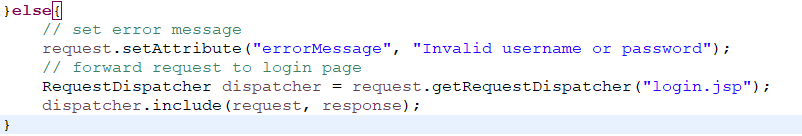 }else{
    // set error message
    request.setAttribute("errorMessage", "Invalid username or password");
    // forward request to login page
    RequestDispatcher dispatcher = request.getRequestDispatcher("login.jsp");
    dispatcher.include(request, response);
}